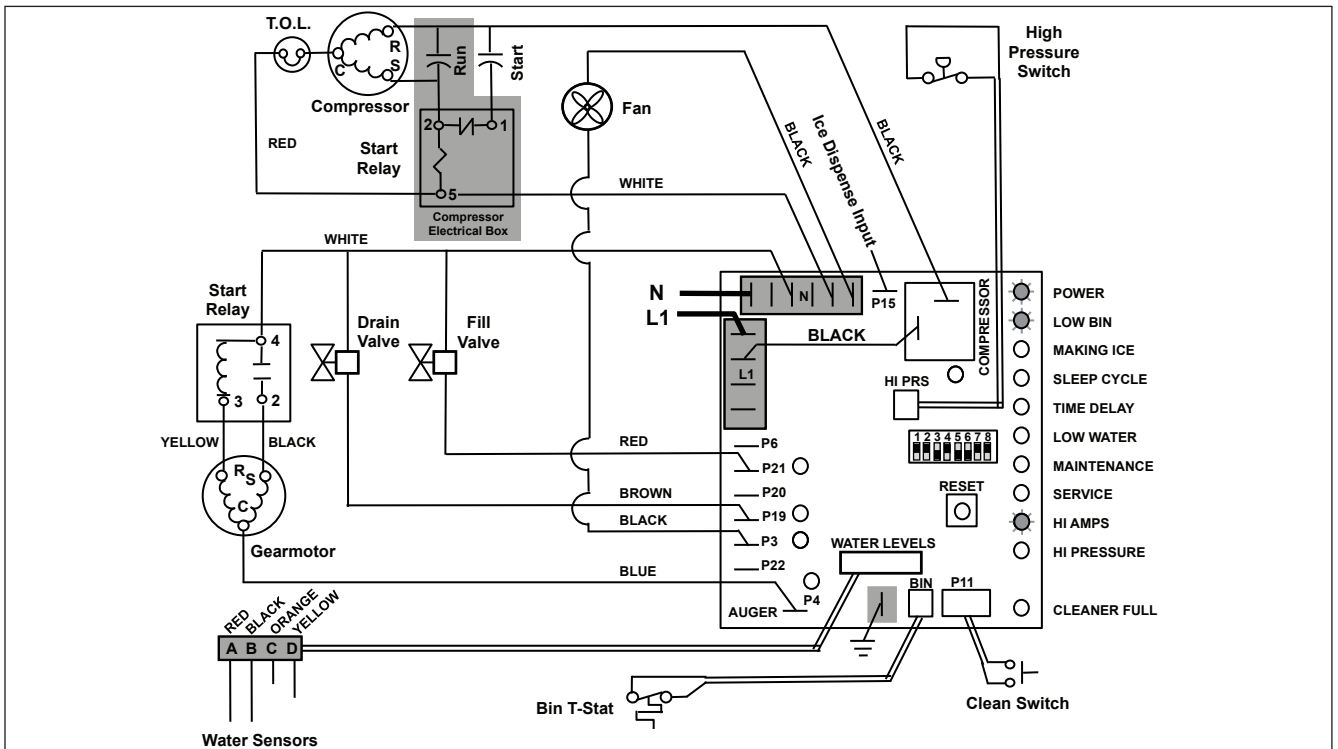 T.O.L.
R
S
C
Compressor
Run
Start
2
1
Start
Relay
5
Compressor
Electrical Box
RED
WHITE
Fan
BLACK
Ice Dispense Input
BLACK
High
Pressure
Switch
WHITE
Start
Relay
4
3
2
YELLOW
BLACK
R
S
C
Gearmotor
Drain
Valve
Fill
Valve
N
L1
N
P15
BLACK
COMPRESSOR
L1
HI PRS
1 2 3 4 5 6 7 8
RESET
RED
P6
P21
P20
BROWN
P19
BLACK
P3
P22
BLUE
P4
AUGER
WATER LEVELS
BIN
P11
POWER
LOW BIN
MAKING ICE
SLEEP CYCLE
TIME DELAY
LOW WATER
MAINTENANCE
SERVICE
HI AMPS
HI PRESSURE
CLEANER FULL
RED
BLACK
ORANGE
YELLOW
A B C D
Water Sensors
Bin T-Stat
Clean Switch